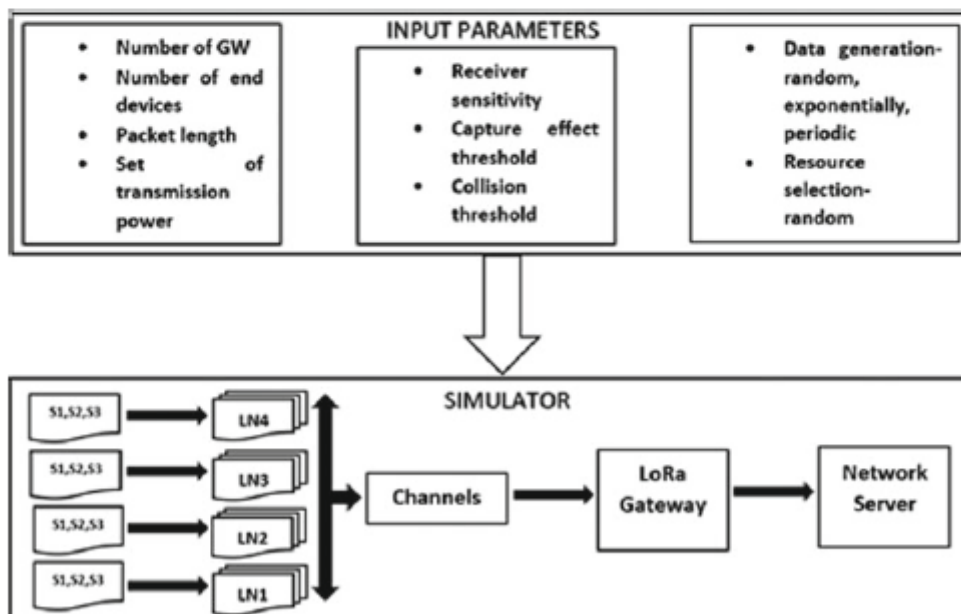 INPUT PARAMETERS
Number of GW
Number of end
devices
Packet length
Set of
transmission
power
Receiver
sensitivity
Capture effect
threshold
Collision
threshold
Data generation-
random,
exponentially,
periodic
Resource
selection-
random
SIMULATOR
S1,S2,S3
LN4
S1,S2,S3
LN3
S1,S2,S3
LN2
S1,S2,S3
LN1
Channels
LoRa
Gateway
Network
Server